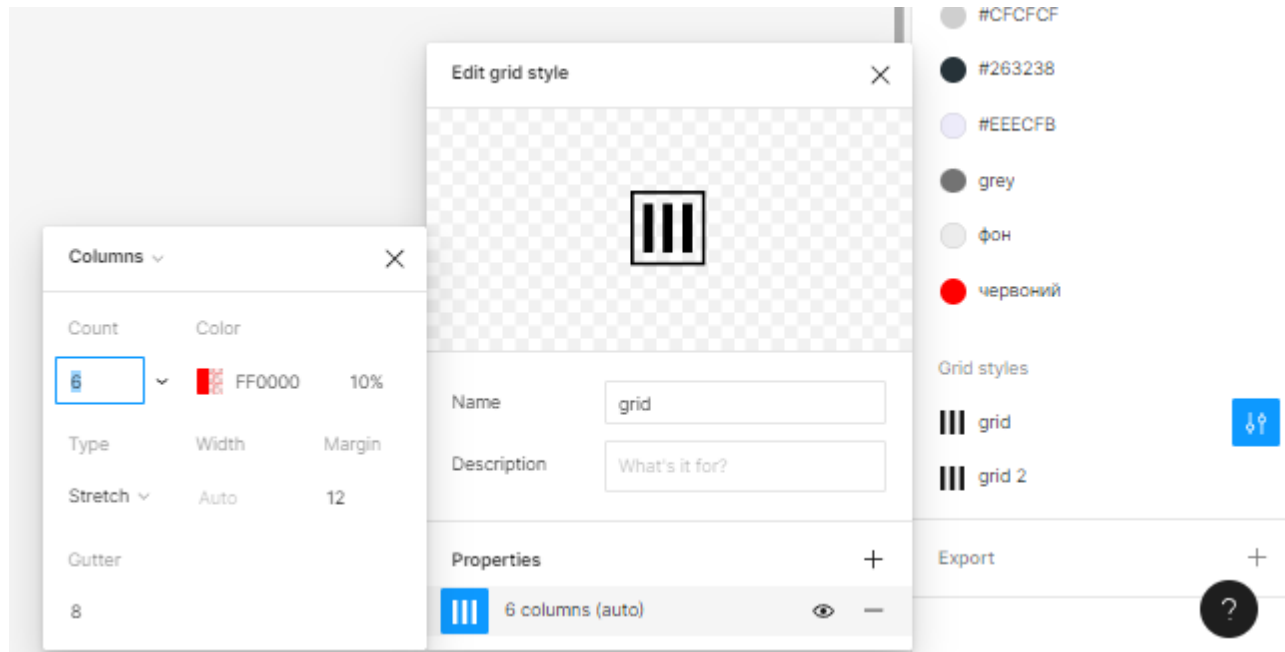 Columns
Count Color
6 FF0000 10%
Type Width Margin
Stretch Auto 12
Gutter
8
Edit grid style
Name grid
Description What's it for?
Properties
6 columns (auto)
#CFCFCF
#263238
#EEECFB
grey
фон
червоний
Grid styles
grid
grid 2
Export
?